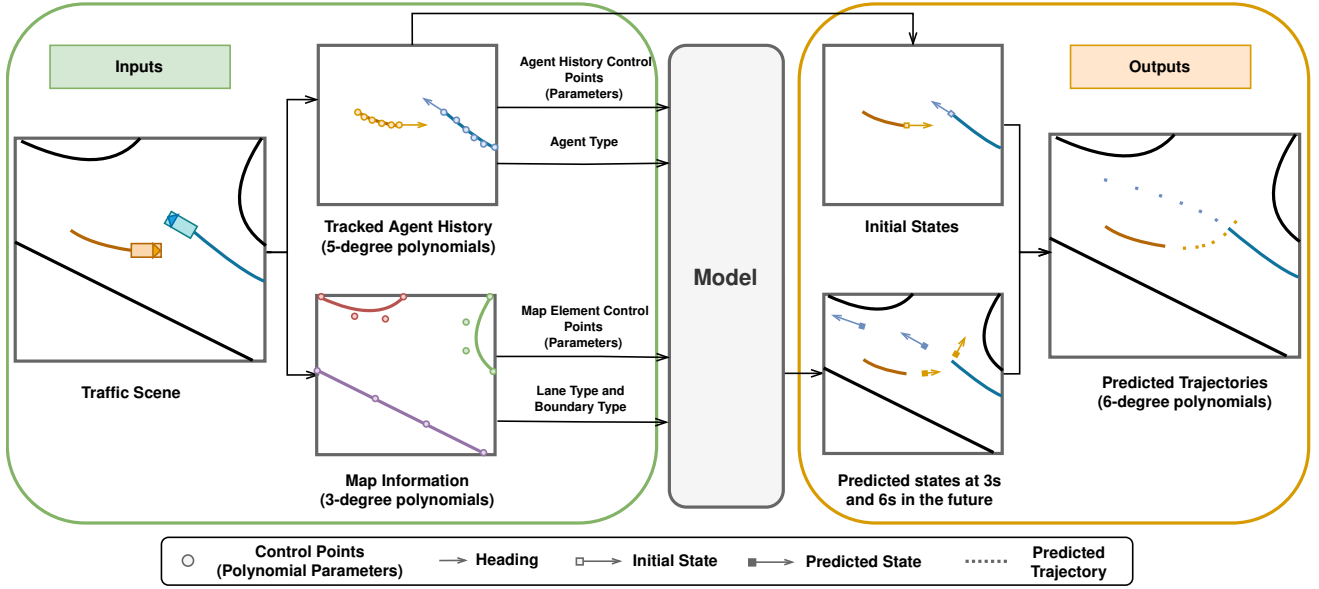 Inputs
Traffic Scene
Tracked Agent History
(5-degree polynomials)
Map Information
(3-degree polynomials)
Agent History Control
Points
(Parameters)
Agent Type
Map Element Control
Points
(Parameters)
Lane Type and
Boundary Type
Model
Outputs
Initial States
Predicted states at 3s
and 6s in the future
Predicted Trajectories
(6-degree polynomials)
Control Points
(Polynomial Parameters)
Heading
Initial State
Predicted State
Predicted
Trajectory